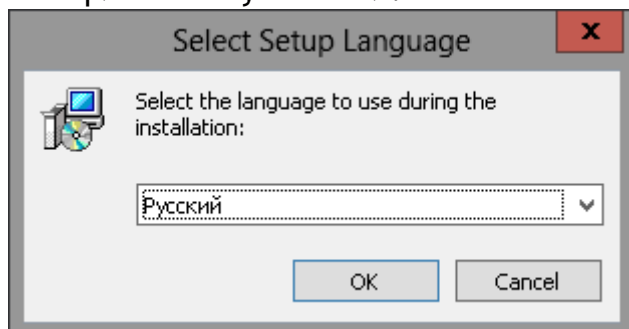 Select Setup Language
x
Select the language to use during the
installation:
Русский
OK
Cancel